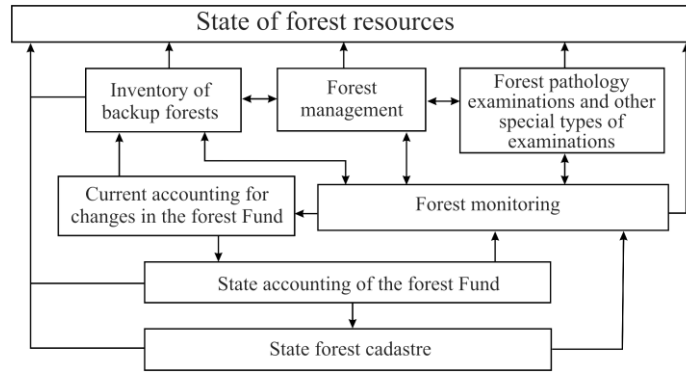 State of forest resources
Inventory of
backup forests
Forest
management
Forest pathology
examinations and other
special types of
examinations
Current accounting for
changes in the forest Fund
Forest monitoring
State accounting of the forest Fund
State forest cadastre